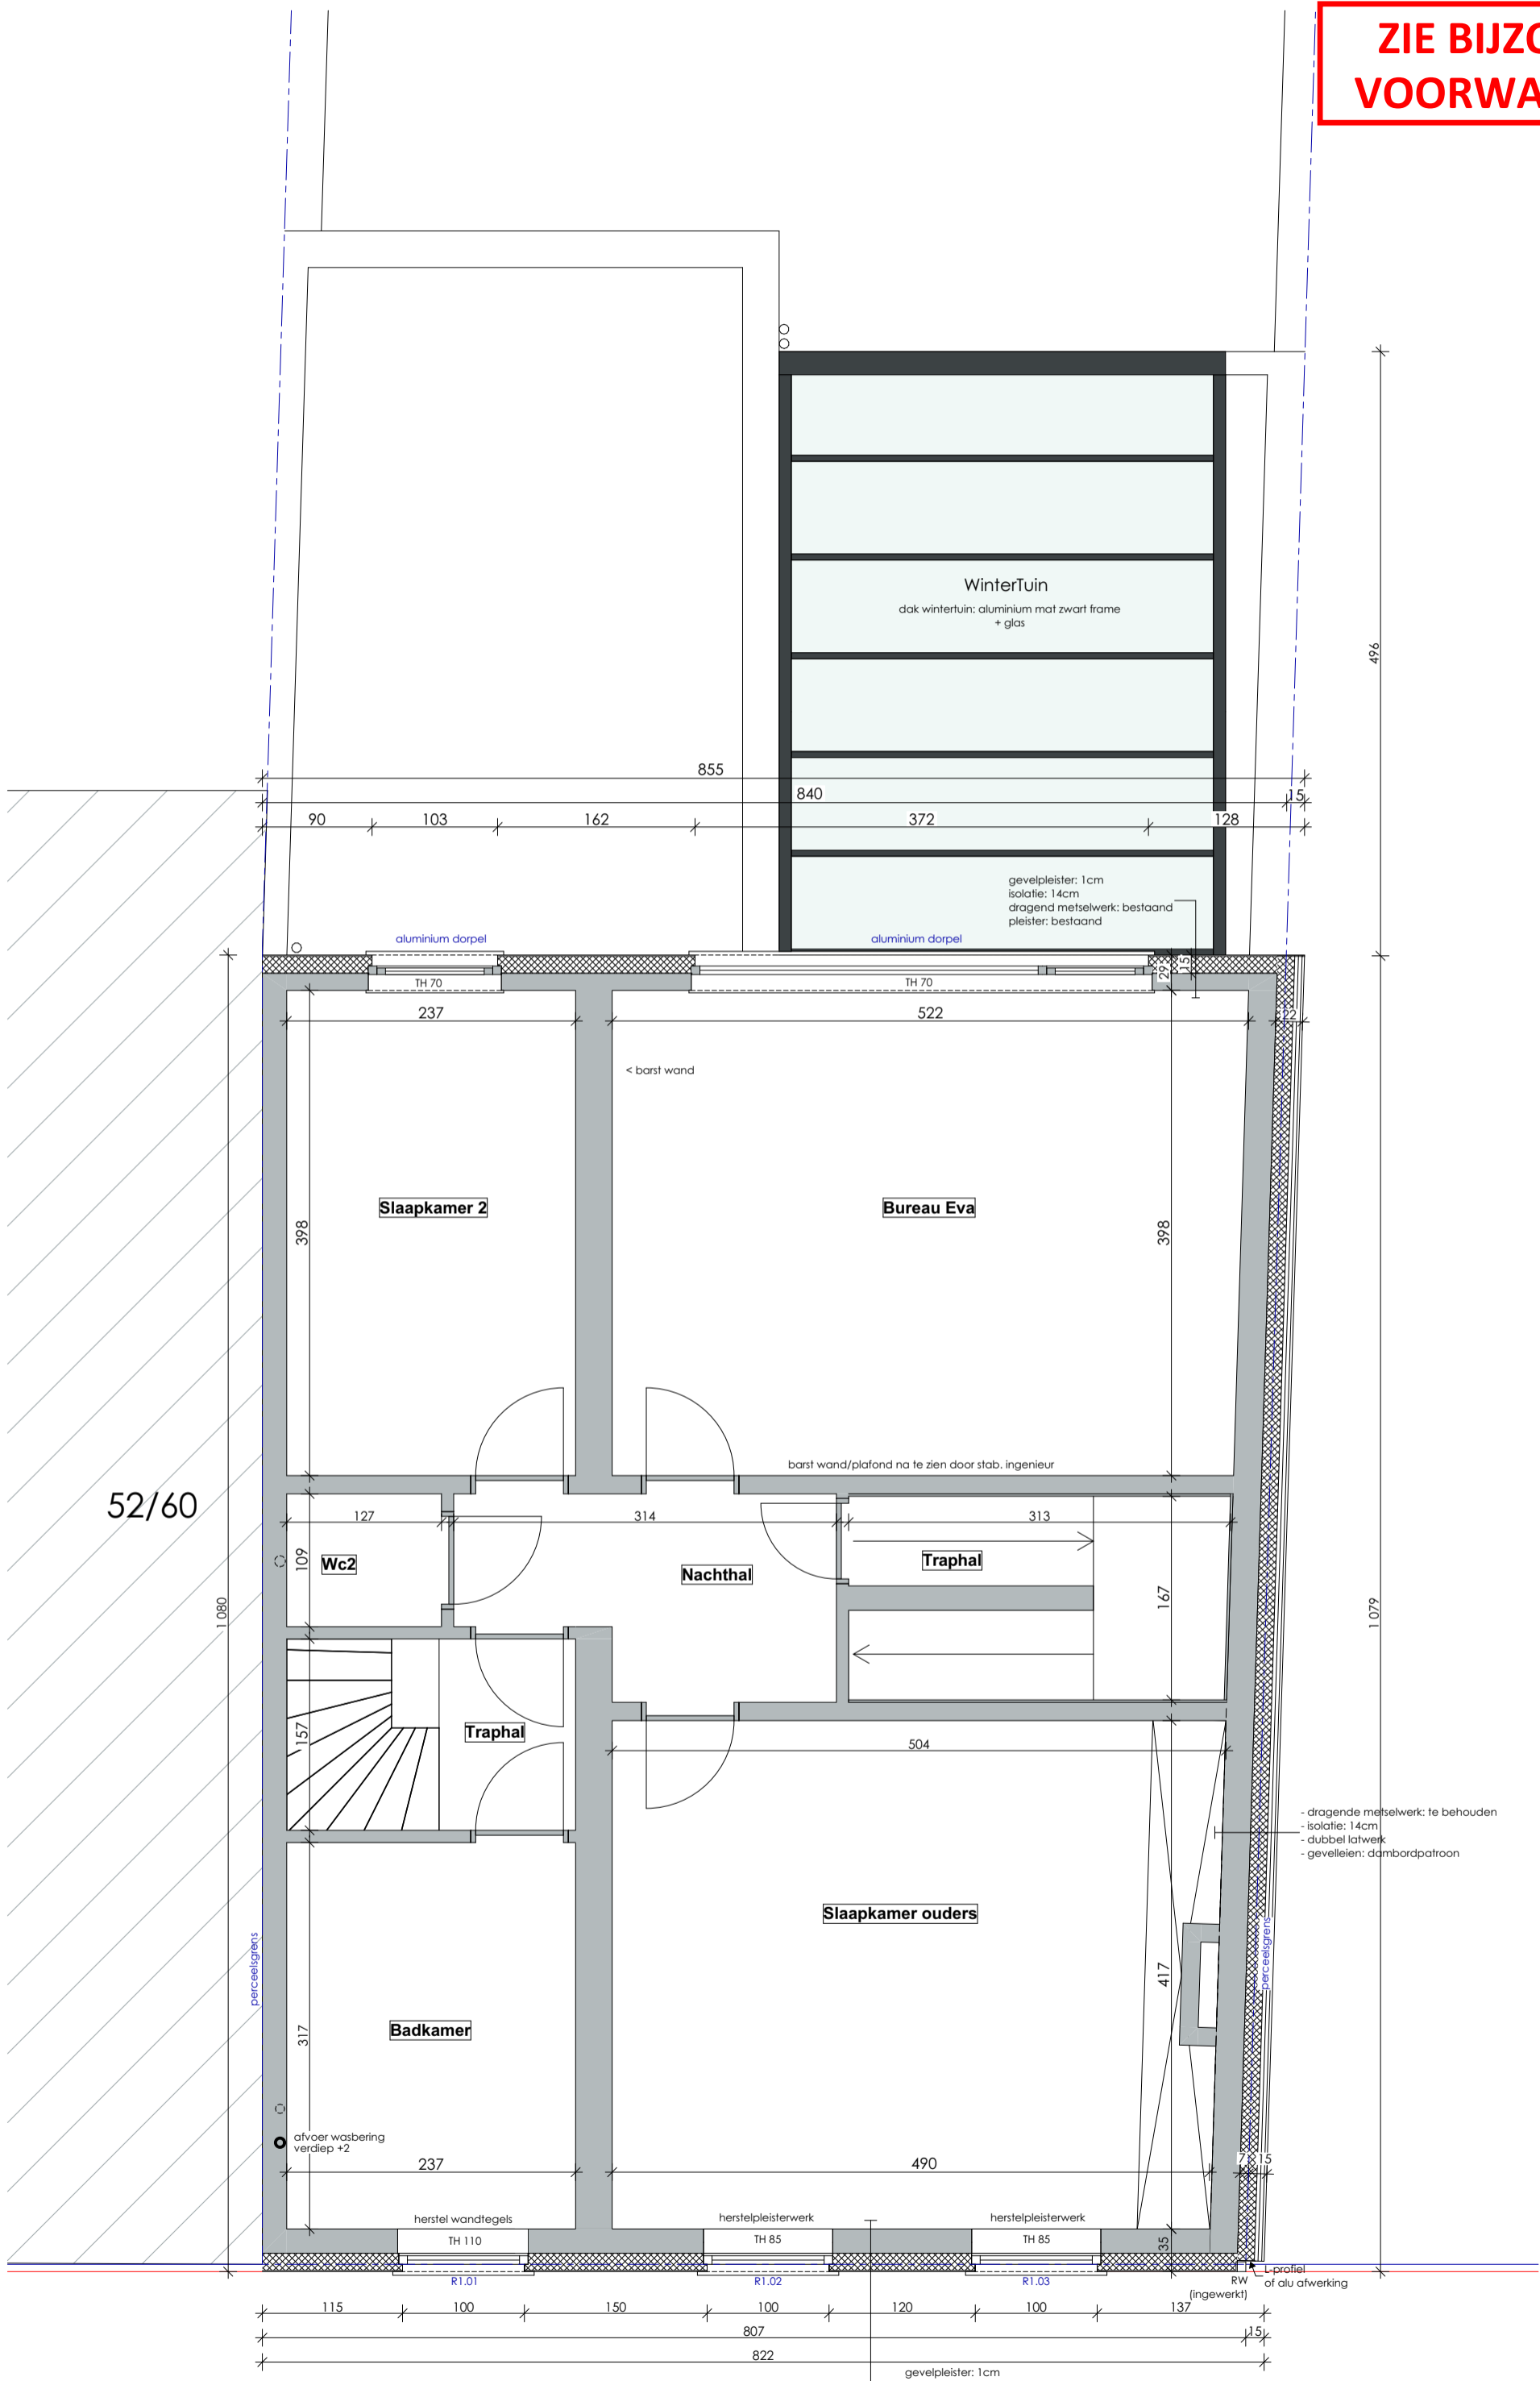 ZIE BIJZO
VOORWA
WinterTuin
dak wintertuin: aluminium mat zwart frame
+ glas
496
855
840
15
90
103
162
372
128
gevelpleister: 1cm
isolatie: 14cm
dragend metselwerk: bestaand
pleister: bestaand
aluminium dorpel
aluminium dorpel
TH 70
TH 70
29
15
237
522
22
< barst wand
Slaapkamer 2
Bureau Eva
398
398
barst wand/plafond na te zien door stab. ingenieur
52/60
127
314
313
Wc2
109
Nachthal
Traphal
167
1 080
1 079
157
Traphal
504
- dragende metselwerk: te behouden
- isolatie: 14cm
- dubbel latwerk
- gevelleien: dambordpatroon
Slaapkamer ouders
perceelsgrens
perceelsgrens
417
317
Badkamer
afvoer wasbering
verdiep +2
237
490
7
15
herstel wandtegels
herstelpleisterwerk
herstelpleisterwerk
TH 110
TH 85
TH 85
35
R1.01
R1.02
R1.03
RW
(ingewerkt)
L-profiel
of alu afwerking
115
100
150
100
120
100
137
807
15
822
gevelpleister: 1cm